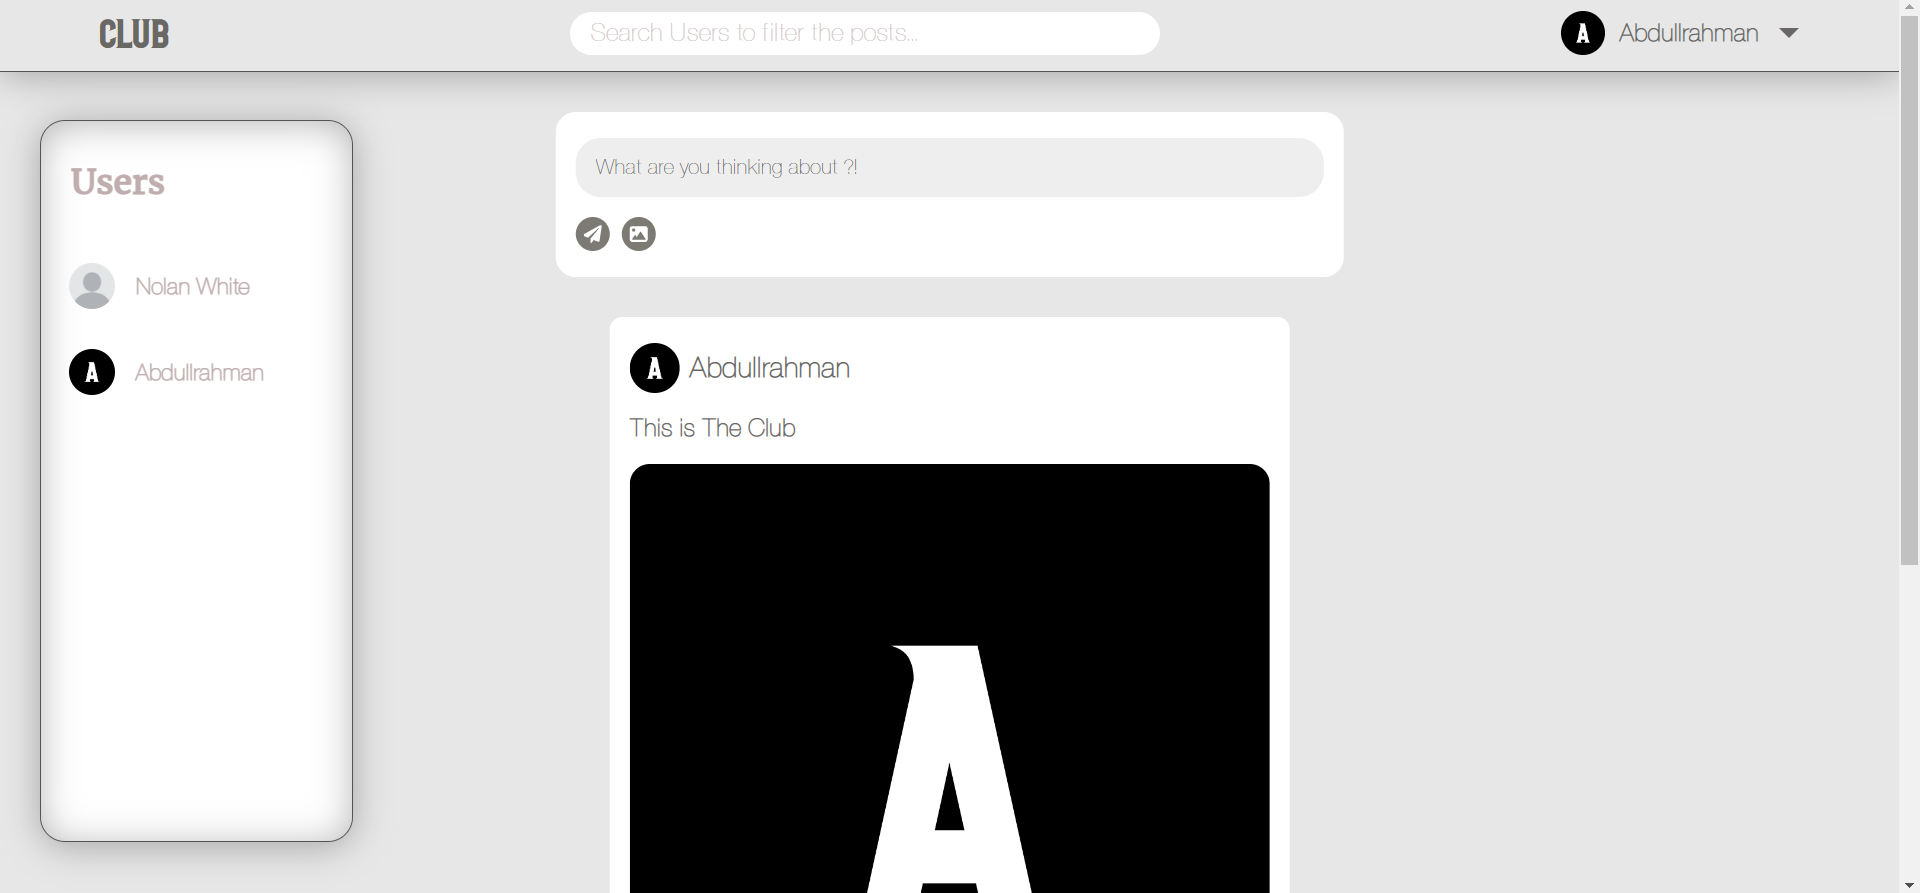 CLUB
Search Users to filter the posts...
A
Abdullrahman
Users
Nolan White
A
Abdullrahman
What are you thinking about ?!
A
Abdullrahman
This is The Club
A